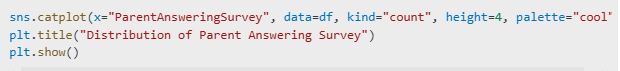 sns.catplot(x="ParentAnsweringSurvey", data=df, kind="count", height=4, palette="cool"
plt.title("Distribution of Parent Answering Survey")
plt.show()